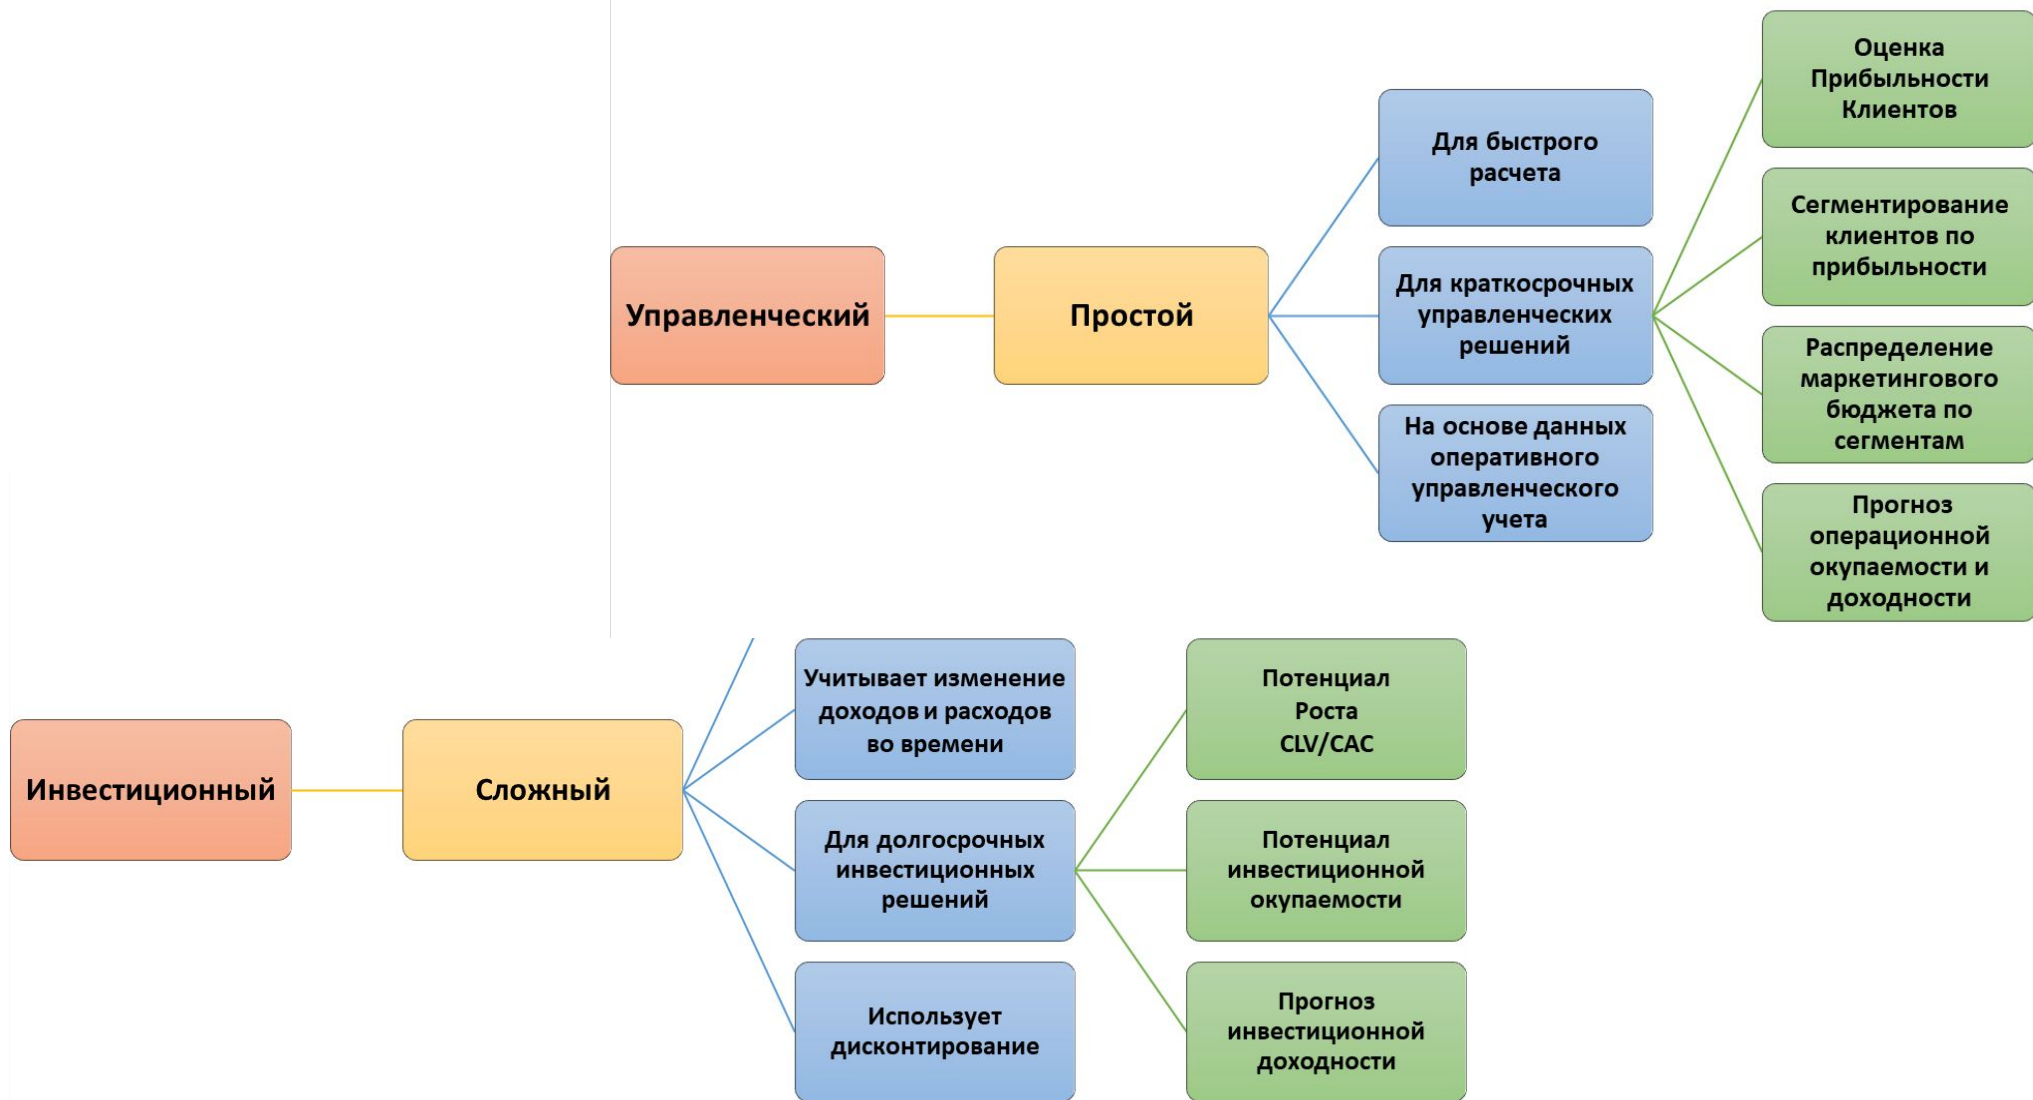 Управленческий
Простой
Для быстрого
расчета
Для краткосрочных
управленческих
решений
На основе данных
оперативного
управленческого
учета
Оценка
Прибыльности
Клиентов
Сегментирование
клиентов по
прибыльности
Распределение
маркетингового
бюджета по
сегментам
Прогноз
операционной
окупаемости и
доходности
Инвестиционный
Сложный
Учитывает изменение
доходов и расходов
во времени
Для долгосрочных
инвестиционных
решений
Использует
дисконтирование
Потенциал
Роста
CLV/CAC
Потенциал
инвестиционной
окупаемости
Прогноз
инвестиционной
доходности